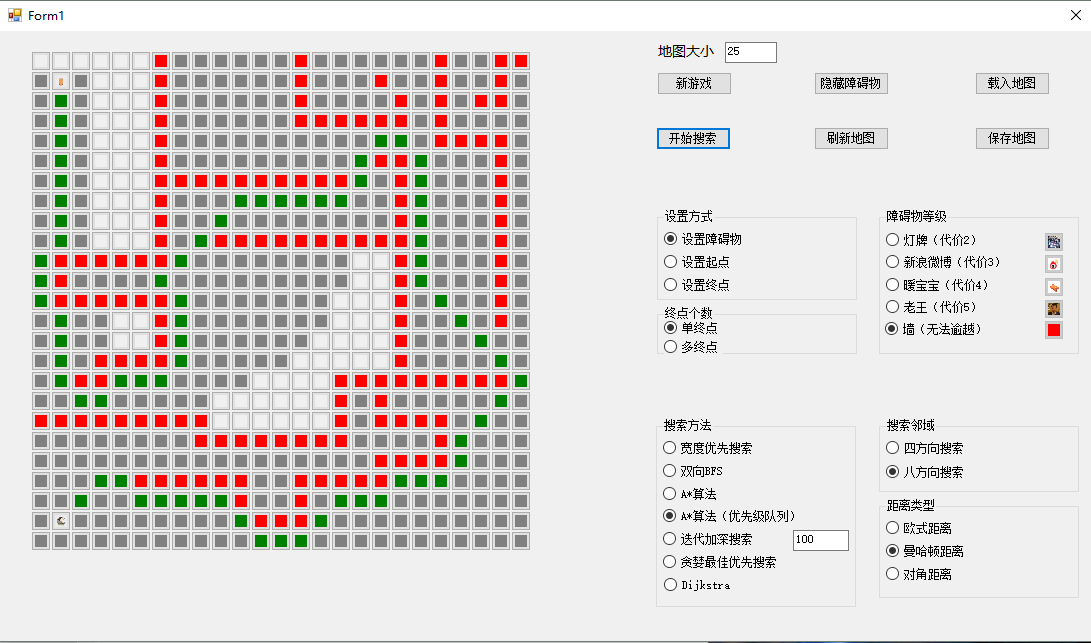 Form1
地图大小 25
新游戏 隐藏障碍物 载入地图
开始搜索 刷新地图 保存地图
设置方式
设置障碍物
设置起点
设置终点
终点个数
单终点
多终点
障碍物等级
灯牌（代价2）
新浪微博（代价3）
暖宝宝（代价4）
老王（代价5）
墙（无法逾越）
搜索方法
宽度优先搜索
双向BFS
A*算法
A*算法（优先级队列）
迭代加深搜索 100
贪婪最佳优先搜索
Dijkstra
搜索邻域
四方向搜索
八方向搜索
距离类型
欧式距离
曼哈顿距离
对角距离